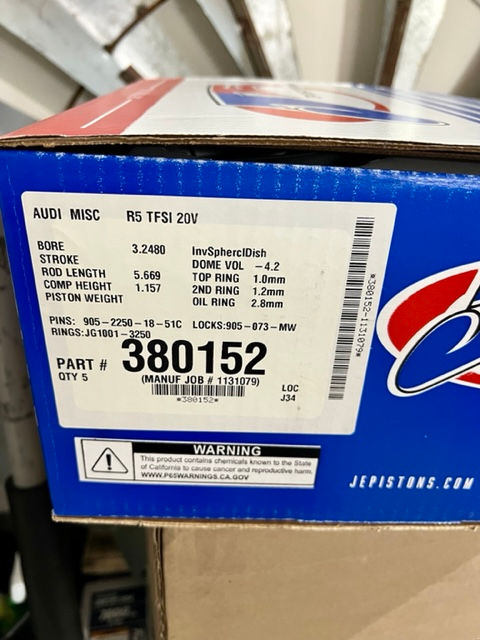 AUDI MISC R5 TFSI 20V
BORE 3.2480 InvSpherclDish
STROKE DOME VOL -4.2
ROD LENGTH 5.669 TOP RING 1.0mm
COMP HEIGHT 1.157 2ND RING 1.2mm
PISTON WEIGHT OIL RING 2.8mm
PINS: 905-2250-18-51C LOCKS:905-073-MW
RINGS:JG1001-3250
PART # 380152
QTY 5 (MANUF JOB # 1131079) LOC
*380152* J34
*380152-1131079*
WARNING
This product contains chemicals known to the State
of California to cause cancer and reproductive harm.
WWW.P65WARNINGS.CA.GOV
JEPISTONS.COM